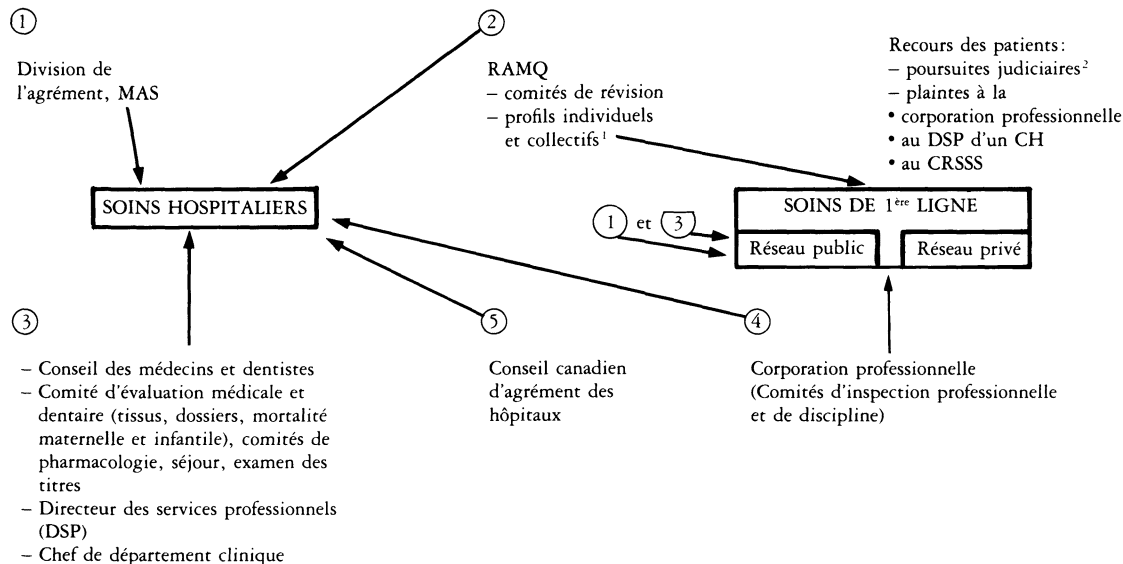 1
Division de
l'agrément, MAS
2
RAMQ
– comités de révision
– profils individuels
et collectifs¹
Recours des patients:
– poursuites judiciaires²
– plaintes à la
• corporation professionnelle
• au DSP d'un CH
• au CRSSS
SOINS HOSPITALIERS
SOINS DE 1ère LIGNE
1 et 3
Réseau public
Réseau privé
3
– Conseil des médecins et dentistes
– Comité d'évaluation médicale et
dentaire (tissus, dossiers, mortalité
maternelle et infantile), comités de
pharmacologie, séjour, examen des
titres
– Directeur des services professionnels
(DSP)
– Chef de département clinique
5
Conseil canadien
d'agrément des
hôpitaux
4
Corporation professionnelle
(Comités d'inspection professionnelle
et de discipline)